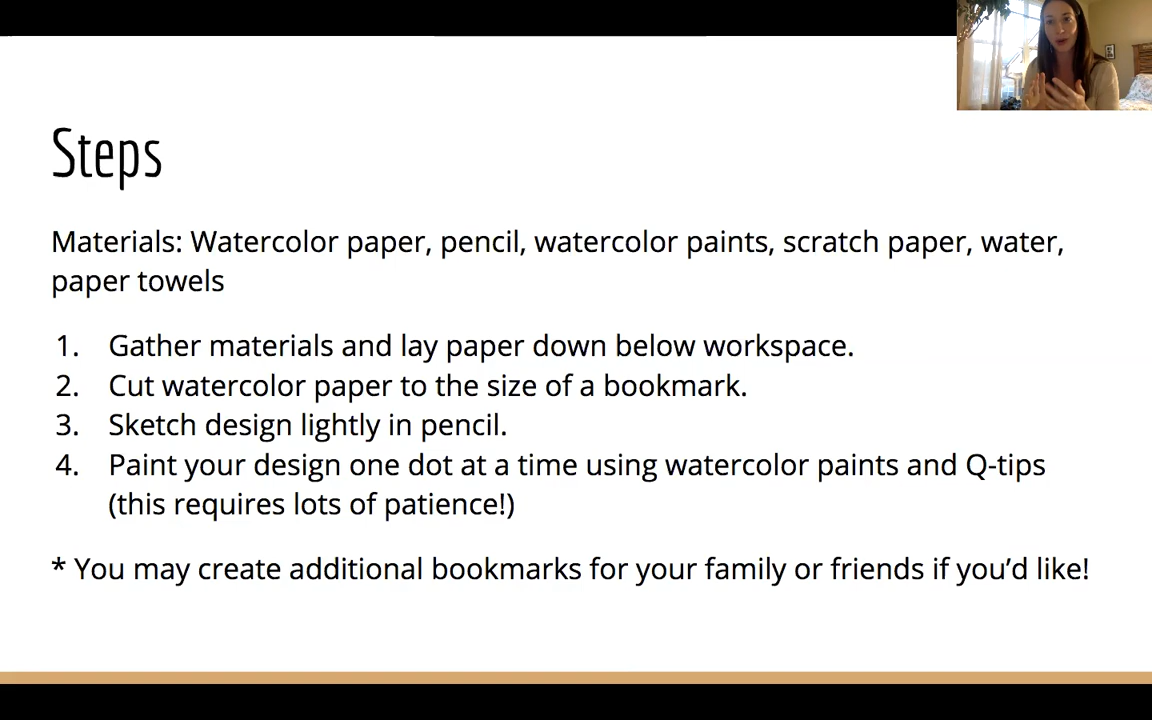 Steps
Materials: Watercolor paper, pencil, watercolor paints, scratch paper, water,
paper towels
1. Gather materials and lay paper down below workspace.
2. Cut watercolor paper to the size of a bookmark.
3. Sketch design lightly in pencil.
4. Paint your design one dot at a time using watercolor paints and Q-tips
(this requires lots of patience!)
* You may create additional bookmarks for your family or friends if you’d like!